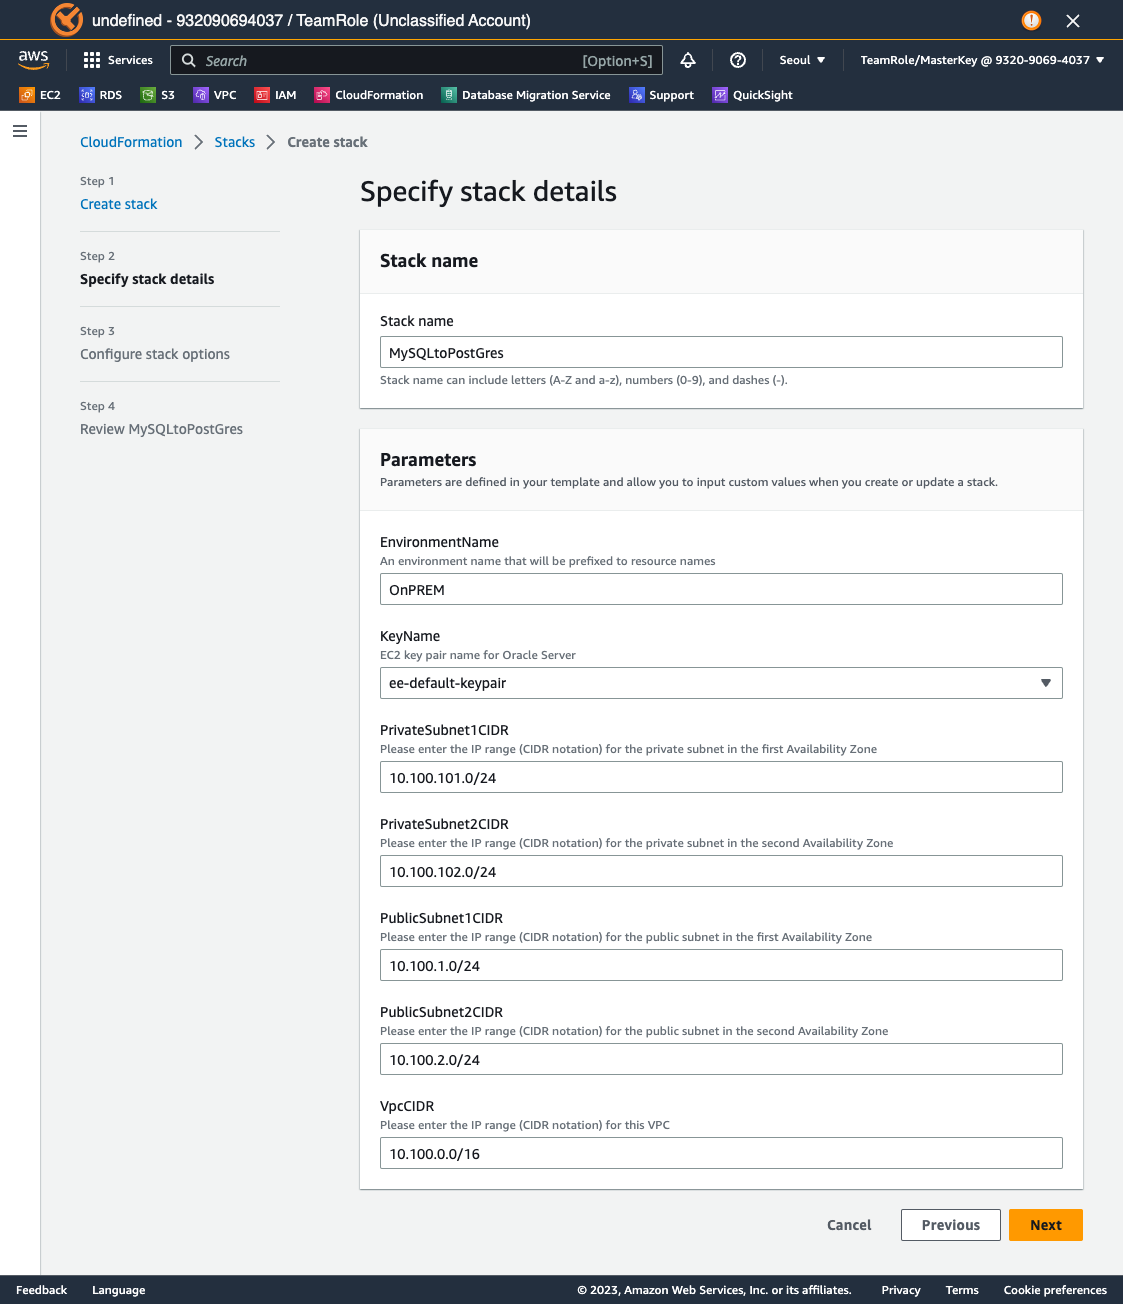 undefined - 932090694037 / TeamRole (Unclassified Account)
aws
Services
Search [Option+S]
Seoul
TeamRole/MasterKey @ 9320-9069-4037
EC2 RDS S3 VPC IAM CloudFormation Database Migration Service Support QuickSight
CloudFormation Stacks Create stack
Step 1
Create stack
Step 2
Specify stack details
Step 3
Configure stack options
Step 4
Review MySQLtoPostGres
Specify stack details
Stack name
Stack name
MySQLtoPostGres
Stack name can include letters (A-Z and a-z), numbers (0-9), and dashes (-).
Parameters
Parameters are defined in your template and allow you to input custom values when you create or update a stack.
EnvironmentName
An environment name that will be prefixed to resource names
OnPREM
KeyName
EC2 key pair name for Oracle Server
ee-default-keypair
PrivateSubnet1CIDR
Please enter the IP range (CIDR notation) for the private subnet in the first Availability Zone
10.100.101.0/24
PrivateSubnet2CIDR
Please enter the IP range (CIDR notation) for the private subnet in the second Availability Zone
10.100.102.0/24
PublicSubnet1CIDR
Please enter the IP range (CIDR notation) for the public subnet in the first Availability Zone
10.100.1.0/24
PublicSubnet2CIDR
Please enter the IP range (CIDR notation) for the public subnet in the second Availability Zone
10.100.2.0/24
VpcCIDR
Please enter the IP range (CIDR notation) for this VPC
10.100.0.0/16
Cancel Previous Next
Feedback Language © 2023, Amazon Web Services, Inc. or its affiliates. Privacy Terms Cookie preferences